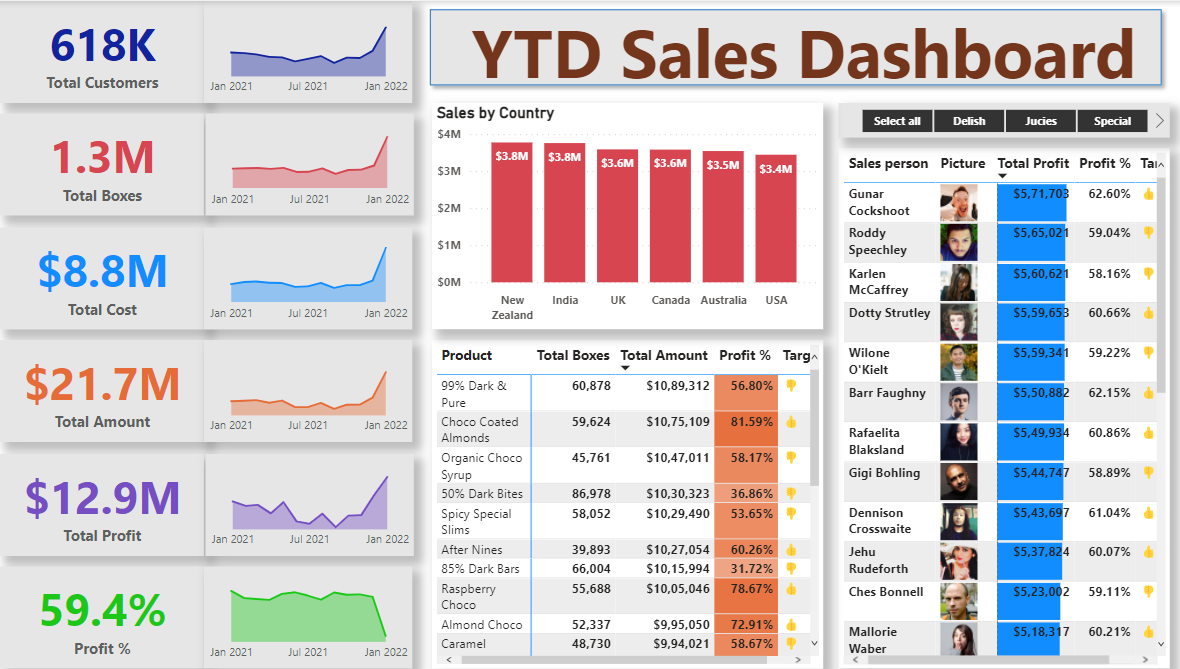 618K
Total Customers
Jan 2021 Jul 2021 Jan 2022
1.3M
Total Boxes
Jan 2021 Jul 2021 Jan 2022
$8.8M
Total Cost
Jan 2021 Jul 2021 Jan 2022
$21.7M
Total Amount
Jan 2021 Jul 2021 Jan 2022
$12.9M
Total Profit
Jan 2021 Jul 2021 Jan 2022
59.4%
Profit %
Jan 2021 Jul 2021 Jan 2022
YTD Sales Dashboard
Sales by Country
$4M
$3M
$2M
$1M
$0M
$3.8M $3.8M $3.6M $3.6M $3.5M $3.4M
New India UK Canada Australia USA
Zealand
Product Total Boxes Total Amount Profit % Targ
99% Dark & 60,878 $10,89,312 56.80%
Pure
Choco Coated 59,624 $10,75,109 81.59%
Almonds
Organic Choco 45,761 $10,47,011 58.17%
Syrup
50% Dark Bites 86,978 $10,30,323 36.86%
Spicy Special 58,052 $10,29,490 53.65%
Slims
After Nines 39,893 $10,27,054 60.26%
85% Dark Bars 66,004 $10,15,994 31.72%
Raspberry 55,688 $10,05,046 78.67%
Choco
Almond Choco 52,337 $9,95,050 72.91%
Caramel 48,730 $9,94,021 58.67%
Select all Delish Jucies Special
Sales person Picture Total Profit Profit % Tar
Gunar $5,71,703 62.60%
Cockshoot
Roddy $5,65,021 59.04%
Speechley
Karlen $5,60,621 58.16%
McCaffrey
Dotty Strutley $5,59,653 60.66%
Wilone $5,59,341 59.22%
O'Kielt
Barr Faughny $5,50,882 62.15%
Rafaelita $5,49,934 60.86%
Blaksland
Gigi Bohling $5,44,747 58.89%
Dennison $5,43,697 61.04%
Crosswaite
Jehu $5,37,824 60.07%
Rudeforth
Ches Bonnell $5,23,002 59.11%
Mallorie $5,18,317 60.21%
Waber